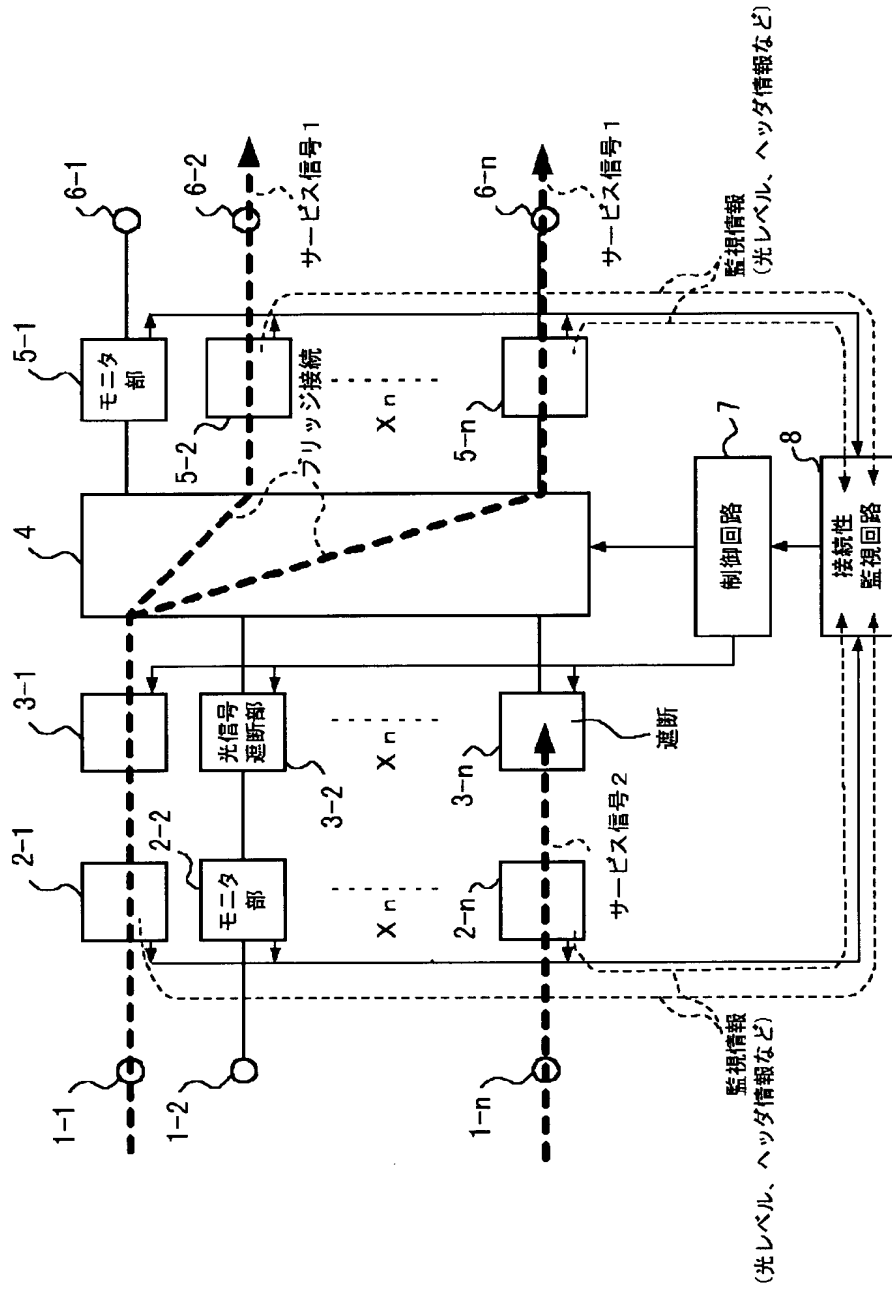 1-1
2-1
3-1
4
5-1
モニタ
部
6-1
1-2
2-2
モニタ
部
光信号
遮断部
3-2
5-2
ブリッジ接続
6-2
サービス信号1
Xn
Xn
Xn
1-n
2-n
サービス信号2
3-n
遮断
5-n
6-n
サービス信号1
制御回路
7
接続性
監視回路
8
監視情報
(光レベル、ヘッダ情報など)
監視情報
(光レベル、ヘッダ情報など)